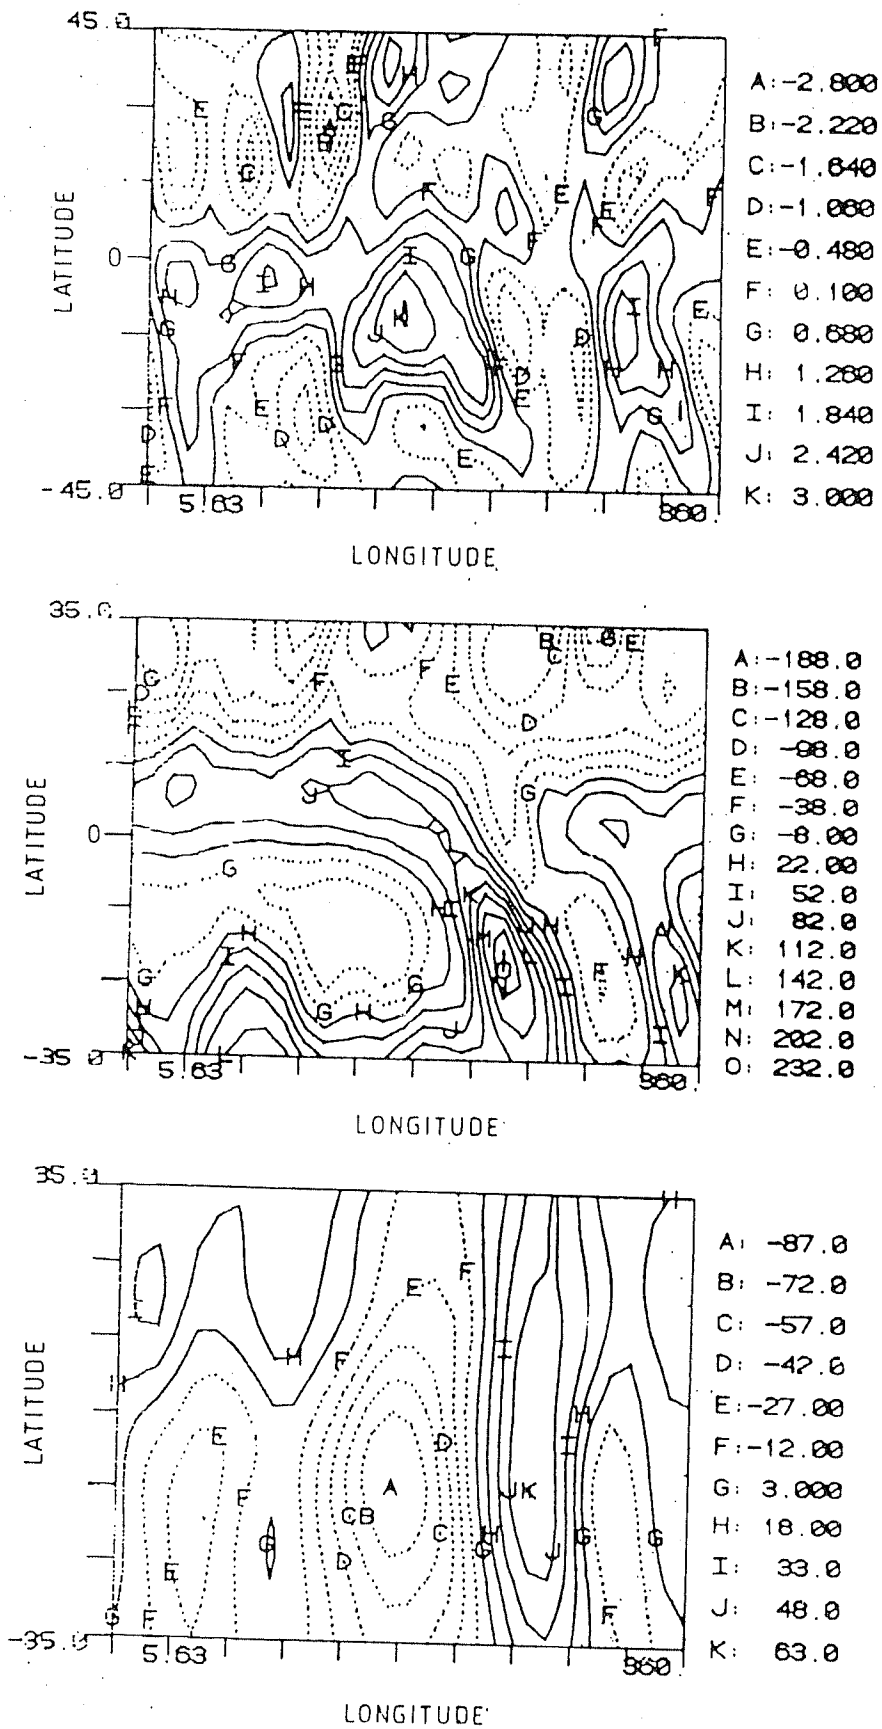 45.0
LATITUDE
0
-45.0
5.63
360.
LONGITUDE
A:-2.800
B:-2.220
C:-1.640
D:-1.060
E:-0.480
F: 0.100
G: 0.680
H: 1.260
I: 1.840
J: 2.420
K: 3.000
35.0
LATITUDE
0
-35.0
5.63
360.
LONGITUDE
A:-188.0
B:-158.0
C:-128.0
D: -98.0
E: -68.0
F: -38.0
G: -8.00
H: 22.00
I: 52.0
J: 82.0
K: 112.0
L: 142.0
M: 172.0
N: 202.0
O: 232.0
35.0
LATITUDE
-35.0
5.63
360.
LONGITUDE
A: -87.0
B: -72.0
C: -57.0
D: -42.0
E:-27.00
F:-12.00
G: 3.000
H: 18.00
I: 33.0
J: 48.0
K: 63.0